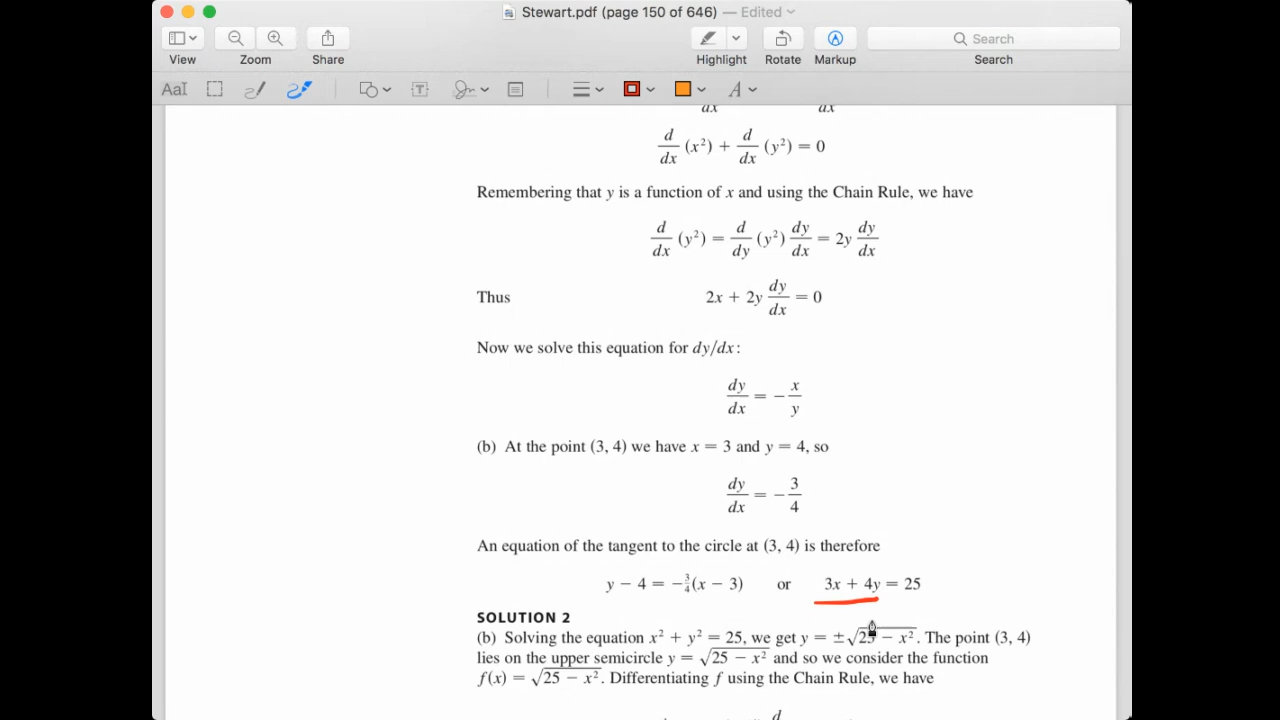 Stewart.pdf (page 150 of 646) — Edited
View Zoom Share Highlight Rotate Markup Search
Search
AaI T A
dx dx
d/dx (x²) + d/dx (y²) = 0
Remembering that y is a function of x and using the Chain Rule, we have
d/dx (y²) = d/dy (y²) dy/dx = 2y dy/dx
Thus 2x + 2y dy/dx = 0
Now we solve this equation for dy/dx:
dy/dx = −x/y
(b) At the point (3, 4) we have x = 3 and y = 4, so
dy/dx = −3/4
An equation of the tangent to the circle at (3, 4) is therefore
y − 4 = −¾(x − 3) or 3x + 4y = 25
SOLUTION 2
(b) Solving the equation x² + y² = 25, we get y = ±√25 − x². The point (3, 4)
lies on the upper semicircle y = √25 − x² and so we consider the function
f(x) = √25 − x². Differentiating f using the Chain Rule, we have
d